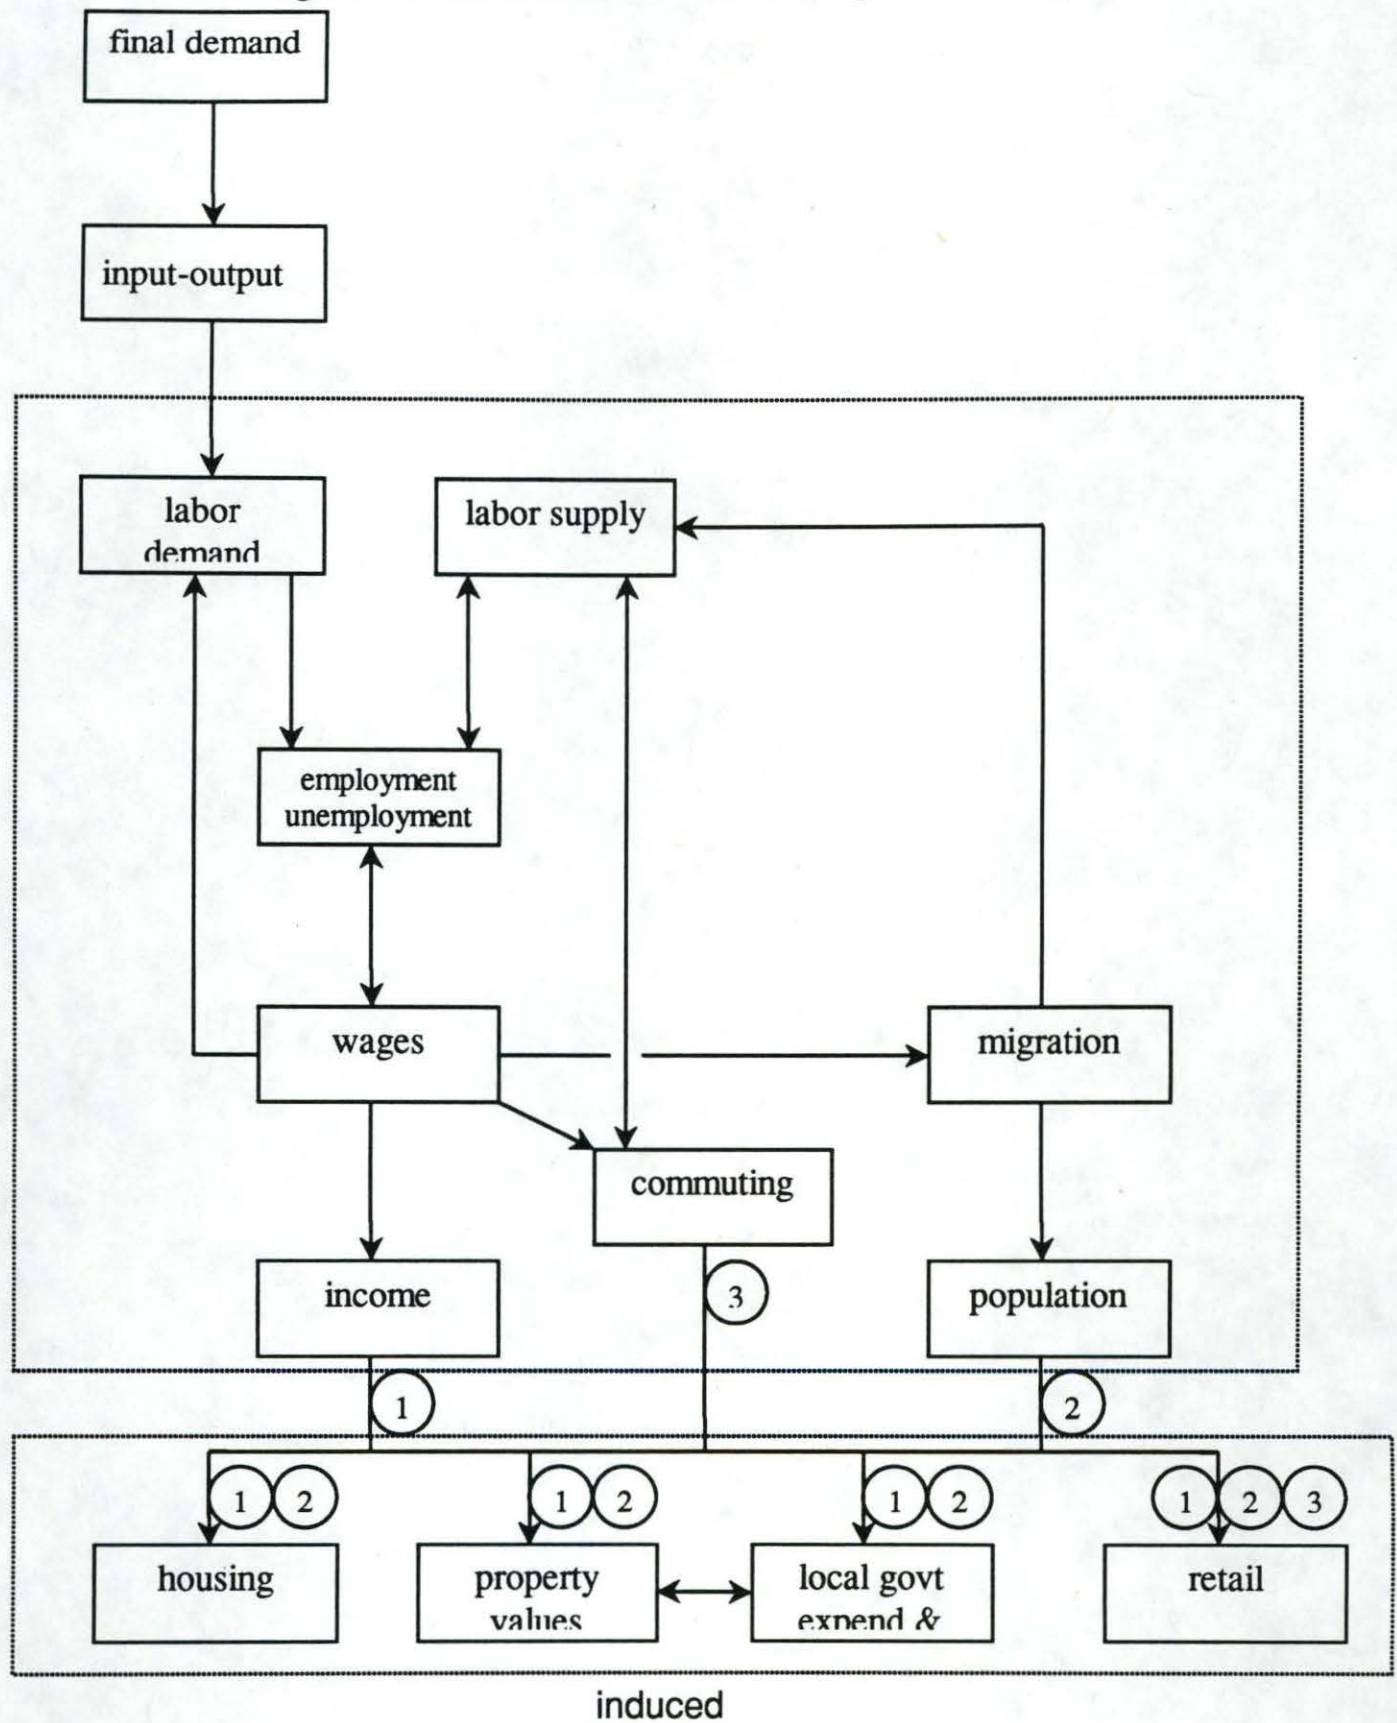 final demand
input-output
labor
demand
labor supply
employment
unemployment
wages
migration
commuting
income
3
population
1
2
1 2
1 2
1 2
1 2 3
housing
property
values
local govt
expend &
retail
induced